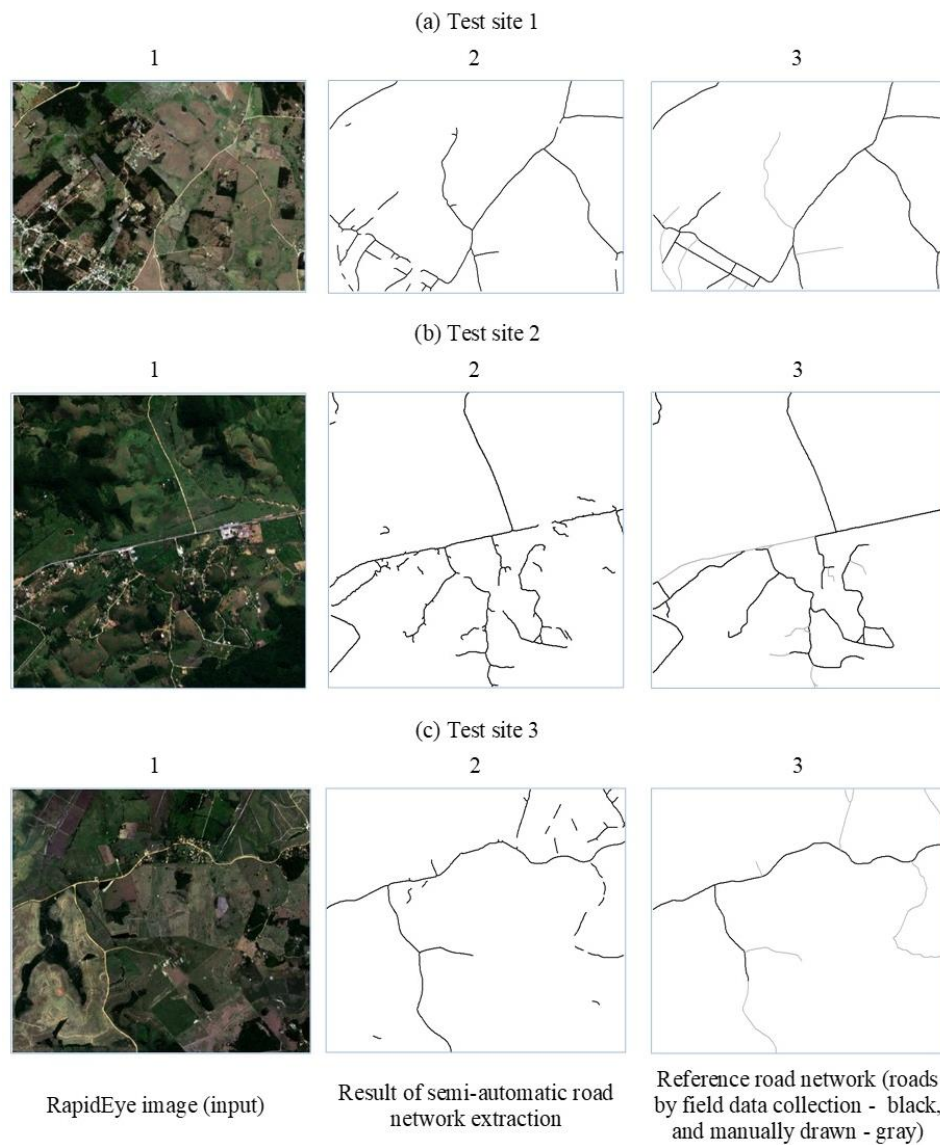 (a) Test site 1
1
2
3
(b) Test site 2
1
2
3
(c) Test site 3
1
2
3
RapidEye image (input)
Result of semi-automatic road
network extraction
Reference road network (roads
by field data collection - black,
and manually drawn - gray)